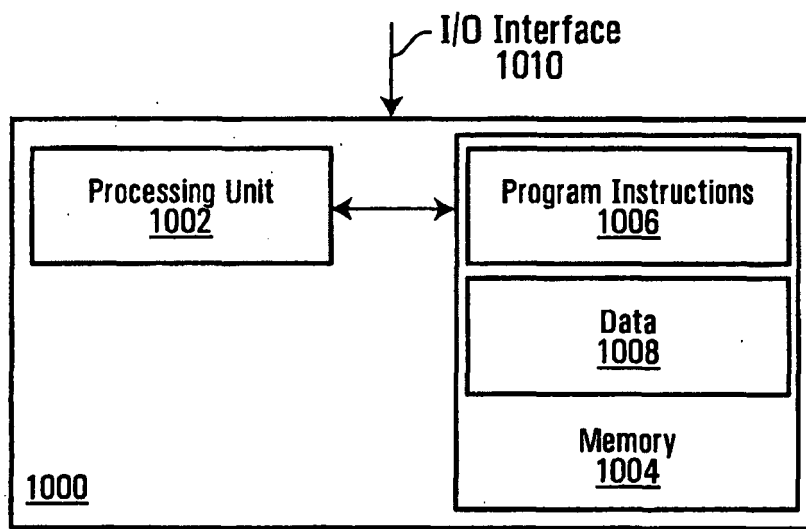 I/O Interface
1010
Processing Unit
1002
Program Instructions
1006
Data
1008
Memory
1004
1000